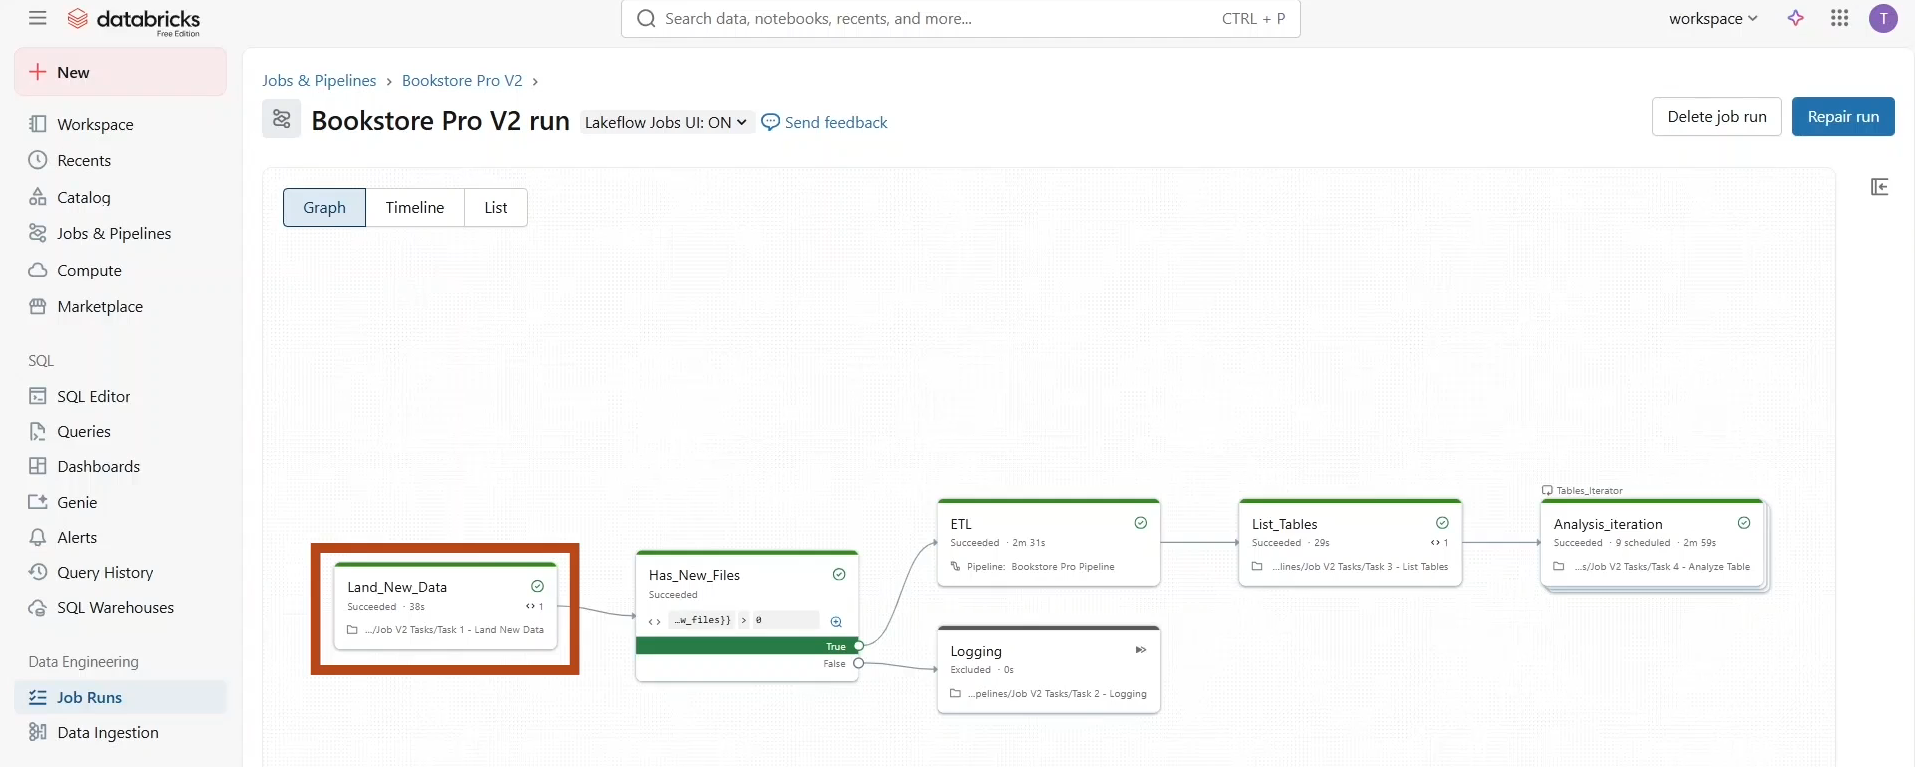 databricks
Free Edition
Search data, notebooks, recents, and more...
CTRL + P
workspace
T
New
Workspace
Recents
Catalog
Jobs & Pipelines
Compute
Marketplace
SQL
SQL Editor
Queries
Dashboards
Genie
Alerts
Query History
SQL Warehouses
Data Engineering
Job Runs
Data Ingestion
Jobs & Pipelines › Bookstore Pro V2 ›
Bookstore Pro V2 run
Lakeflow Jobs UI: ON
Send feedback
Delete job run
Repair run
Graph
Timeline
List
Land_New_Data
Succeeded · 38s
1
.../Job V2 Tasks/Task 1 - Land New Data
Has_New_Files
Succeeded
...w_files}} > 0
True
False
ETL
Succeeded · 2m 31s
Pipeline: Bookstore Pro Pipeline
Logging
Excluded · 0s
...pelines/Job V2 Tasks/Task 2 - Logging
List_Tables
Succeeded · 29s
1
...lines/Job V2 Tasks/Task 3 - List Tables
Tables_Iterator
Analysis_iteration
Succeeded · 9 scheduled · 2m 59s
...s/Job V2 Tasks/Task 4 - Analyze Table